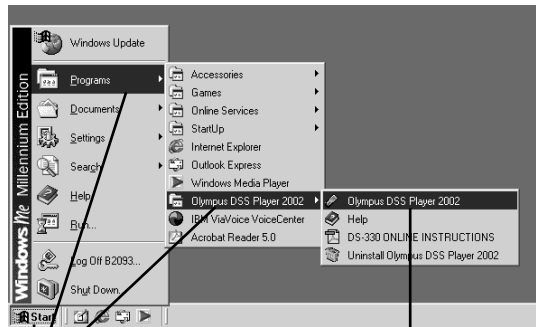 Windows Me Millennium Edition
Windows Update
Programs
Documents
Settings
Search
Help
Run...
Log Off B2093...
Shut Down...
Start
Accessories
Games
Online Services
StartUp
Internet Explorer
Outlook Express
Windows Media Player
Olympus DSS Player 2002
IBM ViaVoice VoiceCenter
Acrobat Reader 5.0
Olympus DSS Player 2002
Help
DS-330 ONLINE INSTRUCTIONS
Uninstall Olympus DSS Player 2002